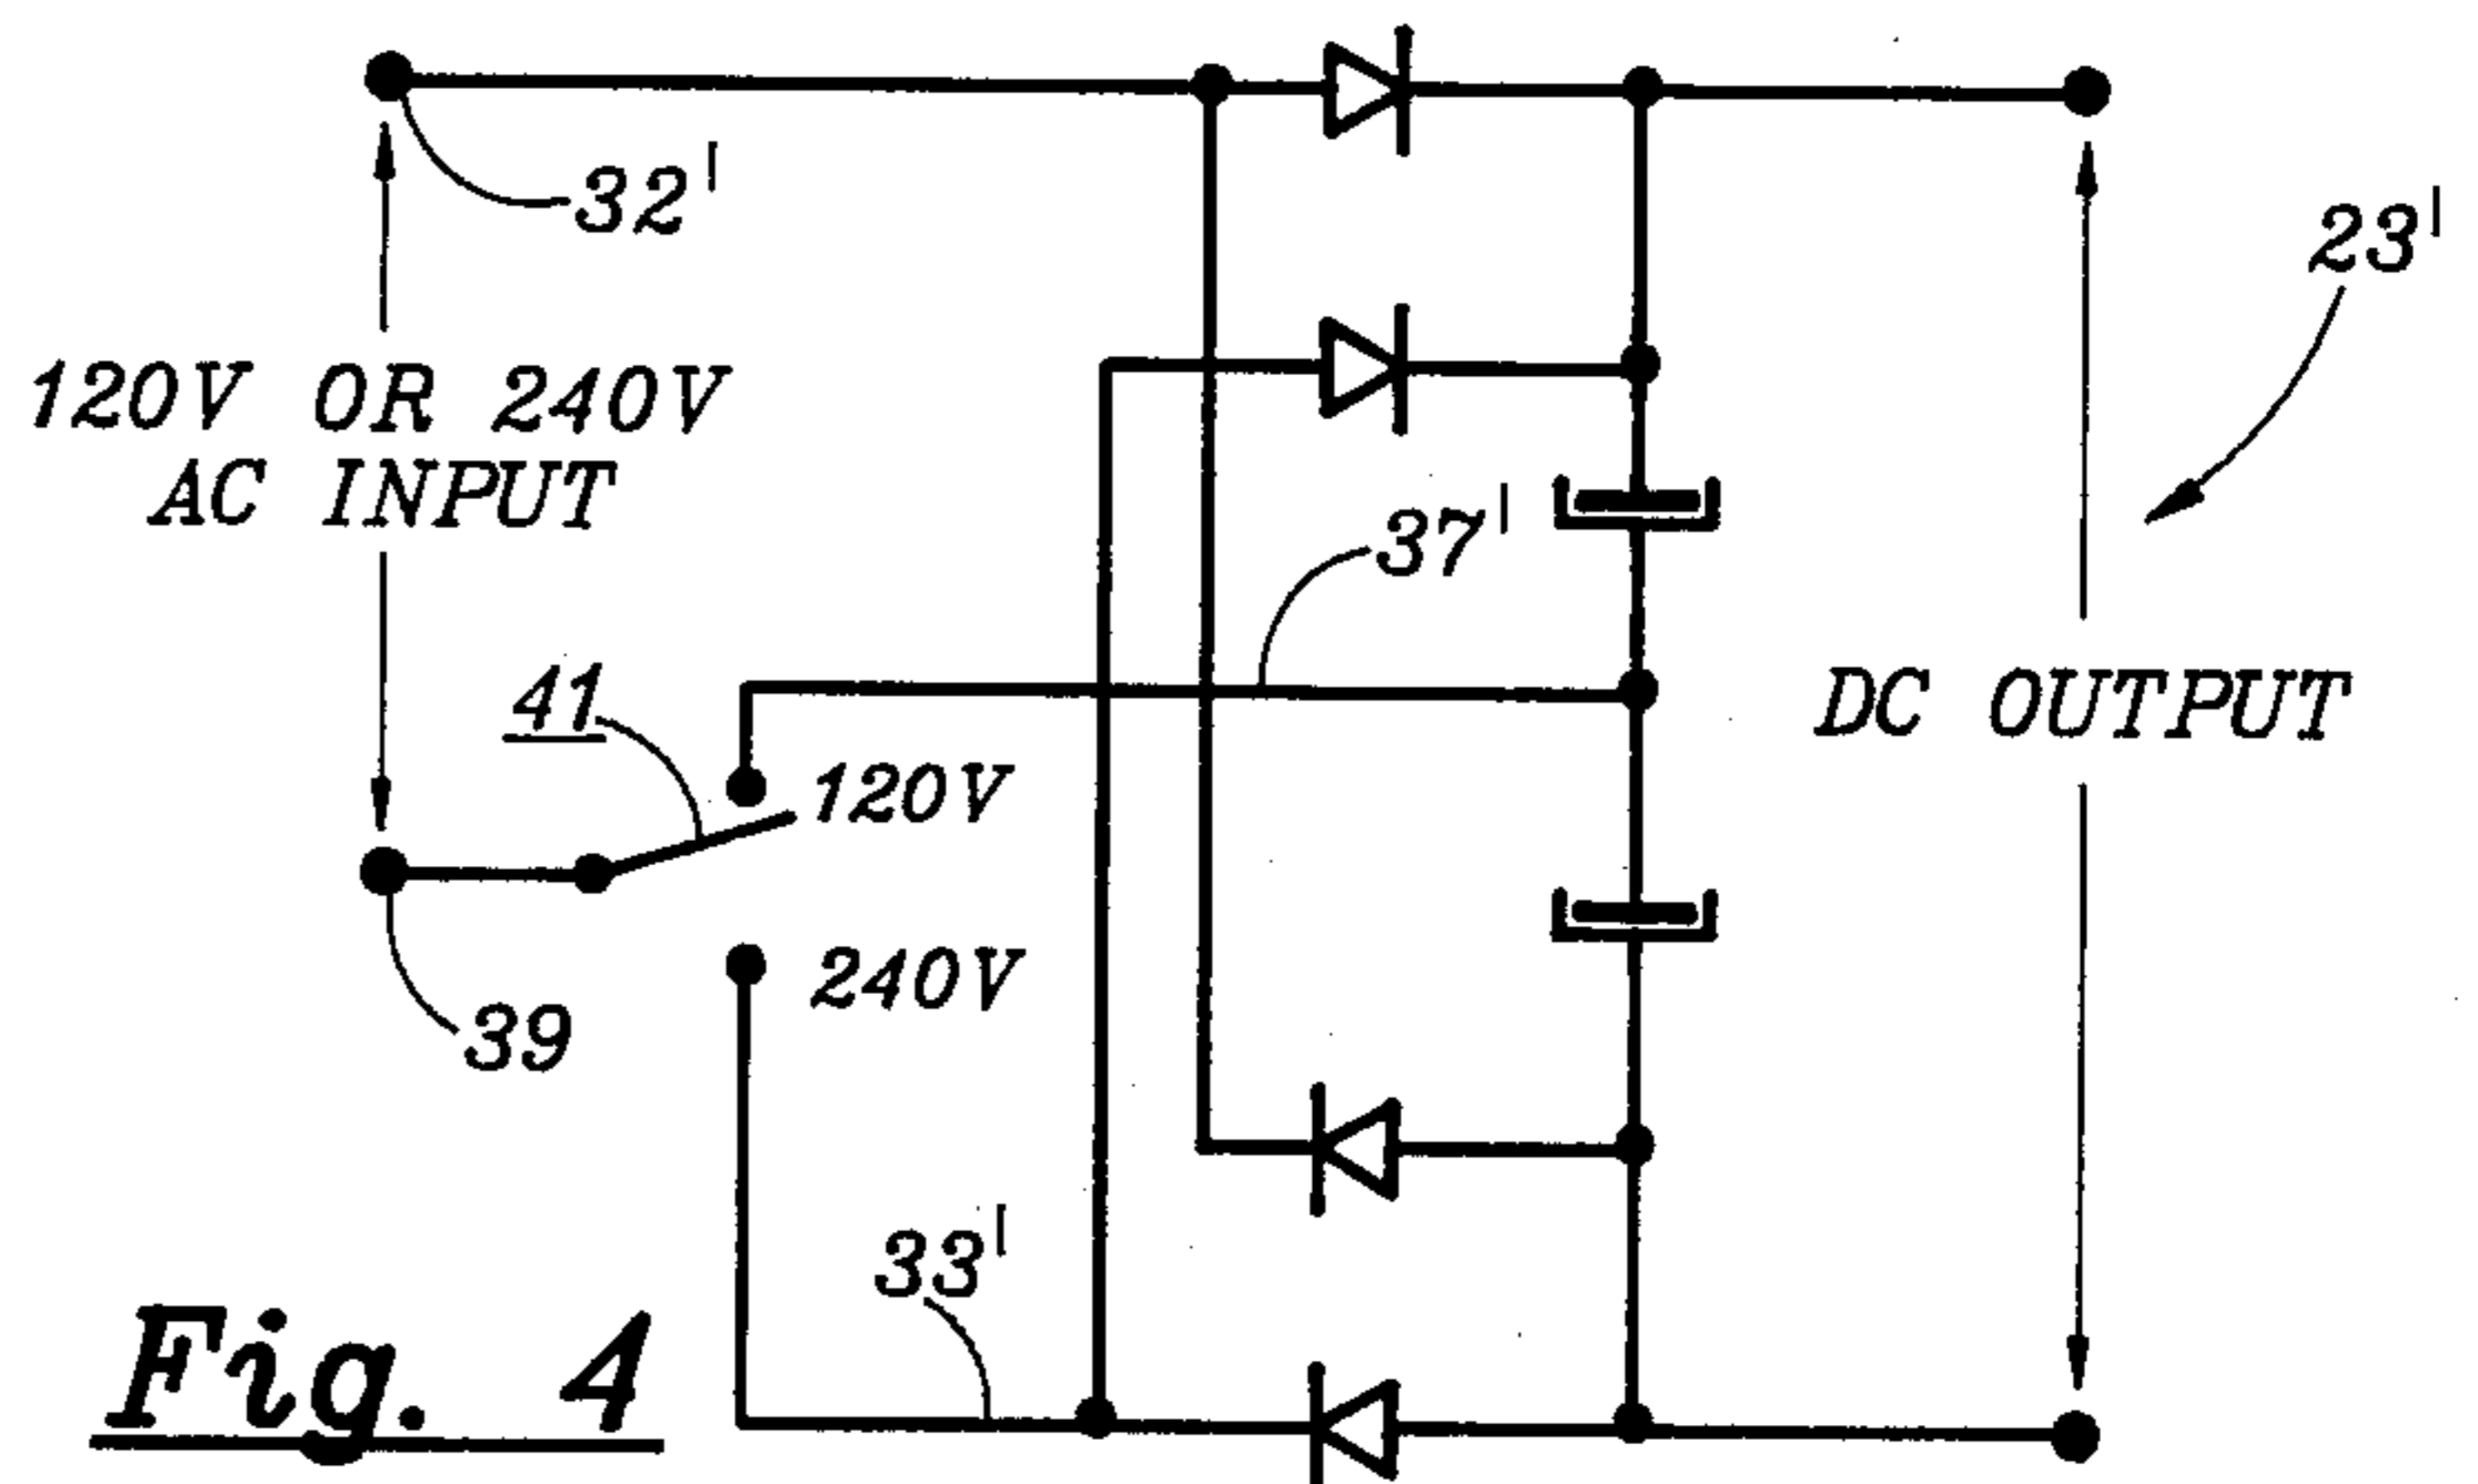 32'
23'
120V OR 240V
AC INPUT
37'
41
DC OUTPUT
120V
240V
39
33'
Fig. 4